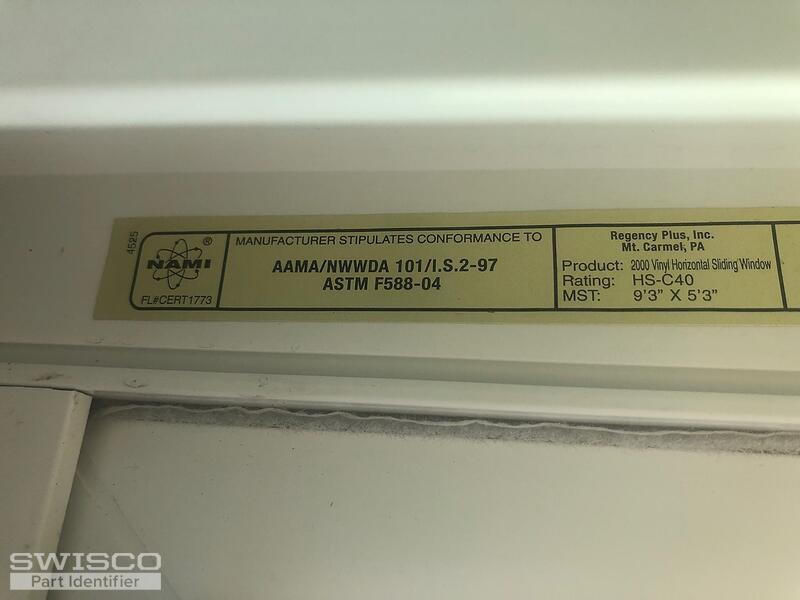 4525
NAMI®
FL#CERT1773
MANUFACTURER STIPULATES CONFORMANCE TO
AAMA/NWWDA 101/I.S.2-97
ASTM F588-04
Regency Plus, Inc.
Mt. Carmel, PA
Product: 2000 Vinyl Horizontal Sliding Window
Rating: HS-C40
MST: 9'3" X 5'3"
SWISCO
Part Identifier